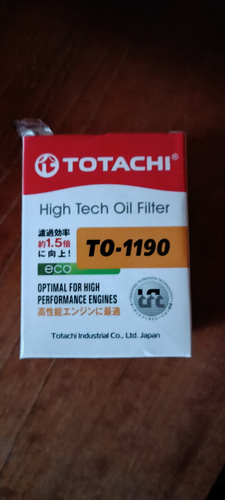 TOTACHI®
High Tech Oil Filter
濾過効率
約1.5倍
に向上!
TO-1190
eco
OPTIMAL FOR HIGH
PERFORMANCE ENGINES
高性能エンジンに最適
Totachi Industrial Co., Ltd. Japan